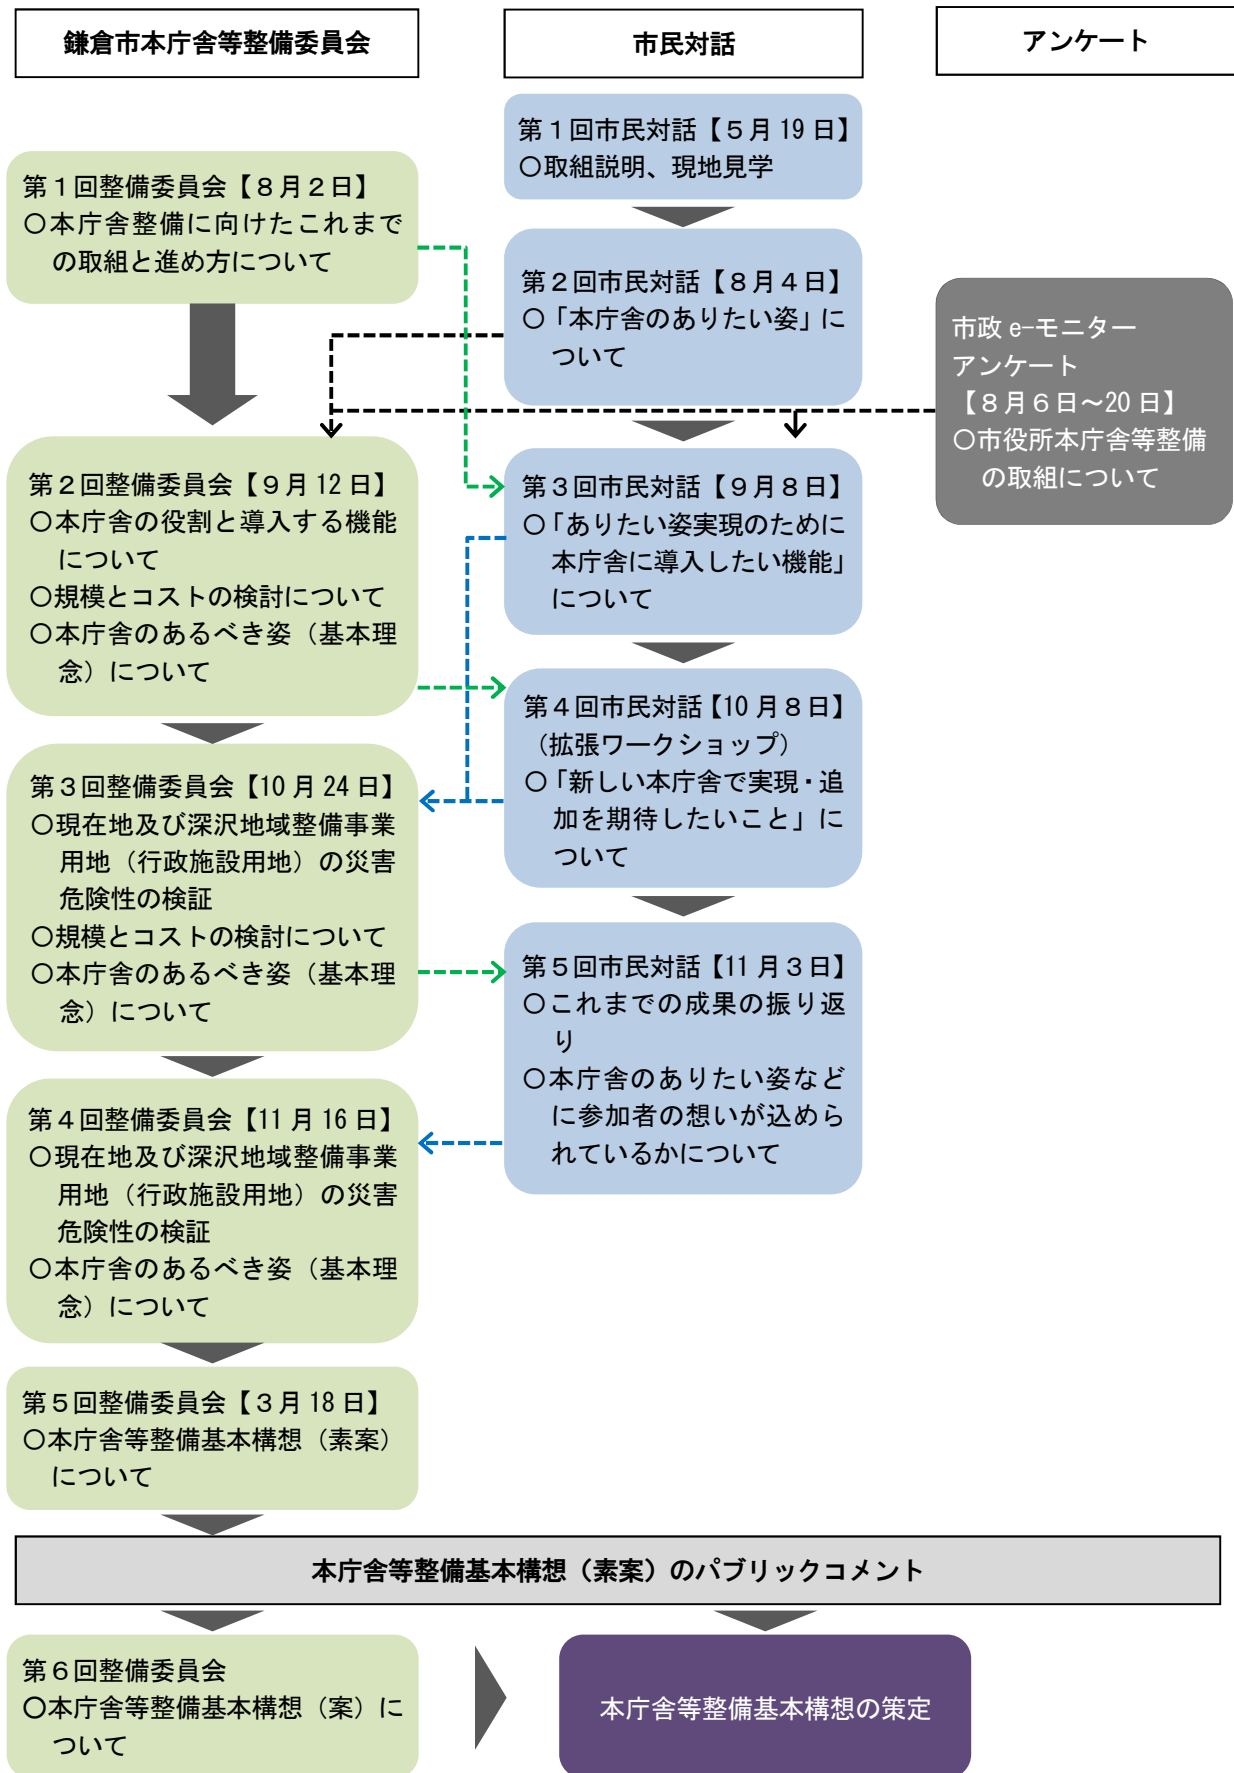 鎌倉市本庁舎等整備委員会
市民対話
アンケート
第１回整備委員会【８月２日】
〇本庁舎整備に向けたこれまで
の取組と進め方について
第２回整備委員会【９月12日】
〇本庁舎の役割と導入する機能
について
〇規模とコストの検討について
〇本庁舎のあるべき姿（基本理
念）について
第３回整備委員会【10月24日】
〇現在地及び深沢地域整備事業
用地（行政施設用地）の災害
危険性の検証
〇規模とコストの検討について
〇本庁舎のあるべき姿（基本理
念）について
第４回整備委員会【11月16日】
〇現在地及び深沢地域整備事業
用地（行政施設用地）の災害
危険性の検証
〇本庁舎のあるべき姿（基本理
念）について
第５回整備委員会【３月18日】
〇本庁舎等整備基本構想（素案）
について
第１回市民対話【５月19日】
〇取組説明、現地見学
第２回市民対話【８月４日】
〇「本庁舎のありたい姿」に
ついて
第３回市民対話【９月８日】
〇「ありたい姿実現のために
本庁舎に導入したい機能」
について
第４回市民対話【10月８日】
（拡張ワークショップ）
〇「新しい本庁舎で実現・追
加を期待したいこと」に
ついて
第５回市民対話【11月３日】
〇これまでの成果の振り返
り
〇本庁舎のありたい姿など
に参加者の想いが込めら
れているかについて
市政e-モニター
アンケート
【８月６日～20日】
〇市役所本庁舎等整備
の取組について
本庁舎等整備基本構想（素案）のパブリックコメント
第６回整備委員会
〇本庁舎等整備基本構想（案）に
ついて
本庁舎等整備基本構想の策定